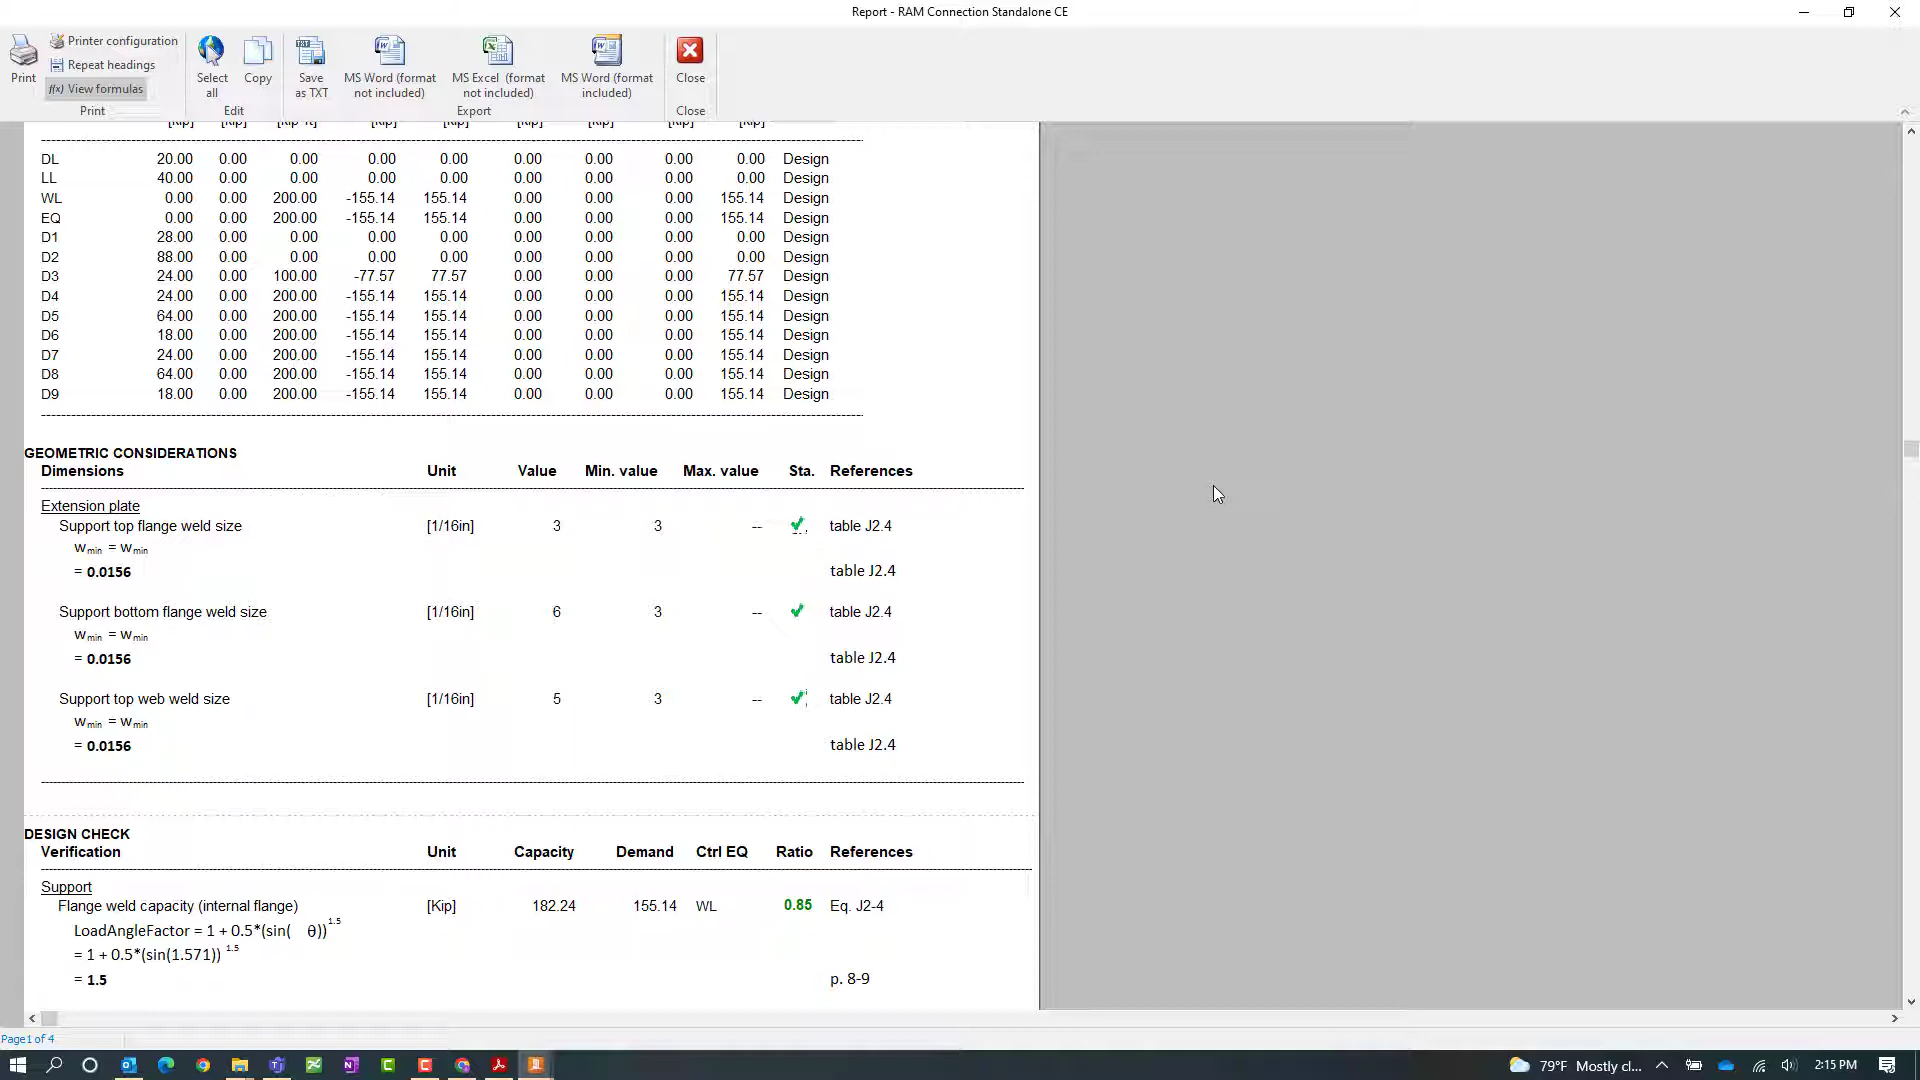 Report - RAM Connection Standalone CE
Print
Printer configuration
Repeat headings
f(x) View formulas
Print
Select all
Copy
Edit
Save as TXT
MS Word (format not included)
MS Excel (format not included)
MS Word (format included)
Export
Close
Close
[Kip] [Kip] [Kip*ft] [Kip] [Kip] [Kip] [Kip] [Kip] [Kip]
DL 20.00 0.00 0.00 0.00 0.00 0.00 0.00 0.00 0.00 Design
LL 40.00 0.00 0.00 0.00 0.00 0.00 0.00 0.00 0.00 Design
WL 0.00 0.00 200.00 -155.14 155.14 0.00 0.00 0.00 155.14 Design
EQ 0.00 0.00 200.00 -155.14 155.14 0.00 0.00 0.00 155.14 Design
D1 28.00 0.00 0.00 0.00 0.00 0.00 0.00 0.00 0.00 Design
D2 88.00 0.00 0.00 0.00 0.00 0.00 0.00 0.00 0.00 Design
D3 24.00 0.00 100.00 -77.57 77.57 0.00 0.00 0.00 77.57 Design
D4 24.00 0.00 200.00 -155.14 155.14 0.00 0.00 0.00 155.14 Design
D5 64.00 0.00 200.00 -155.14 155.14 0.00 0.00 0.00 155.14 Design
D6 18.00 0.00 200.00 -155.14 155.14 0.00 0.00 0.00 155.14 Design
D7 24.00 0.00 200.00 -155.14 155.14 0.00 0.00 0.00 155.14 Design
D8 64.00 0.00 200.00 -155.14 155.14 0.00 0.00 0.00 155.14 Design
D9 18.00 0.00 200.00 -155.14 155.14 0.00 0.00 0.00 155.14 Design
GEOMETRIC CONSIDERATIONS
Dimensions Unit Value Min. value Max. value Sta. References
Extension plate
Support top flange weld size [1/16in] 3 3 -- table J2.4
wmin = wmin
= 0.0156 table J2.4
Support bottom flange weld size [1/16in] 6 3 -- table J2.4
wmin = wmin
= 0.0156 table J2.4
Support top web weld size [1/16in] 5 3 -- table J2.4
wmin = wmin
= 0.0156 table J2.4
DESIGN CHECK
Verification Unit Capacity Demand Ctrl EQ Ratio References
Support
Flange weld capacity (internal flange) [Kip] 182.24 155.14 WL 0.85 Eq. J2-4
LoadAngleFactor = 1 + 0.5*(sin( θ))1.5
= 1 + 0.5*(sin(1.571)) 1.5
= 1.5 p. 8-9
Page1 of 4
79°F Mostly cl... 2:15 PM